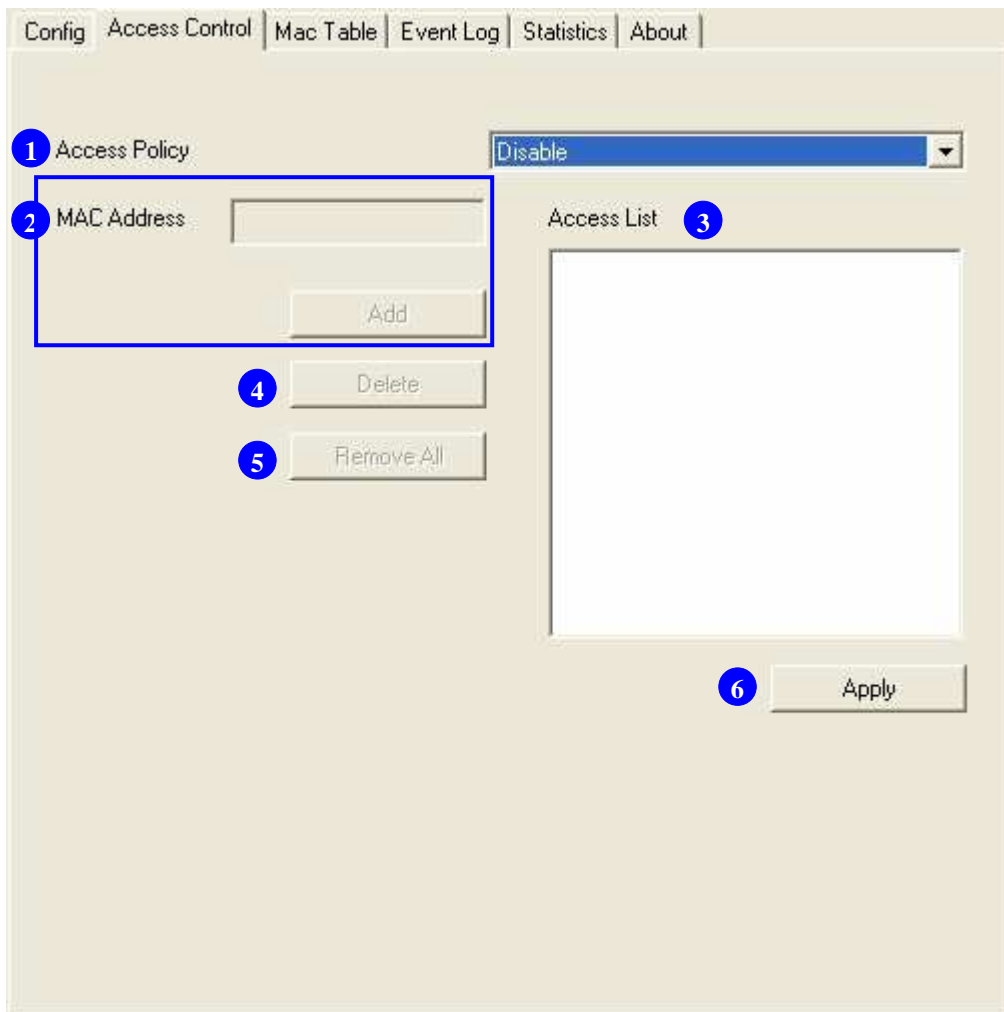 Config Access Control Mac Table Event Log Statistics About
1 Access Policy Disable
2 MAC Address Access List 3
Add
4 Delete
5 Remove All
6 Apply